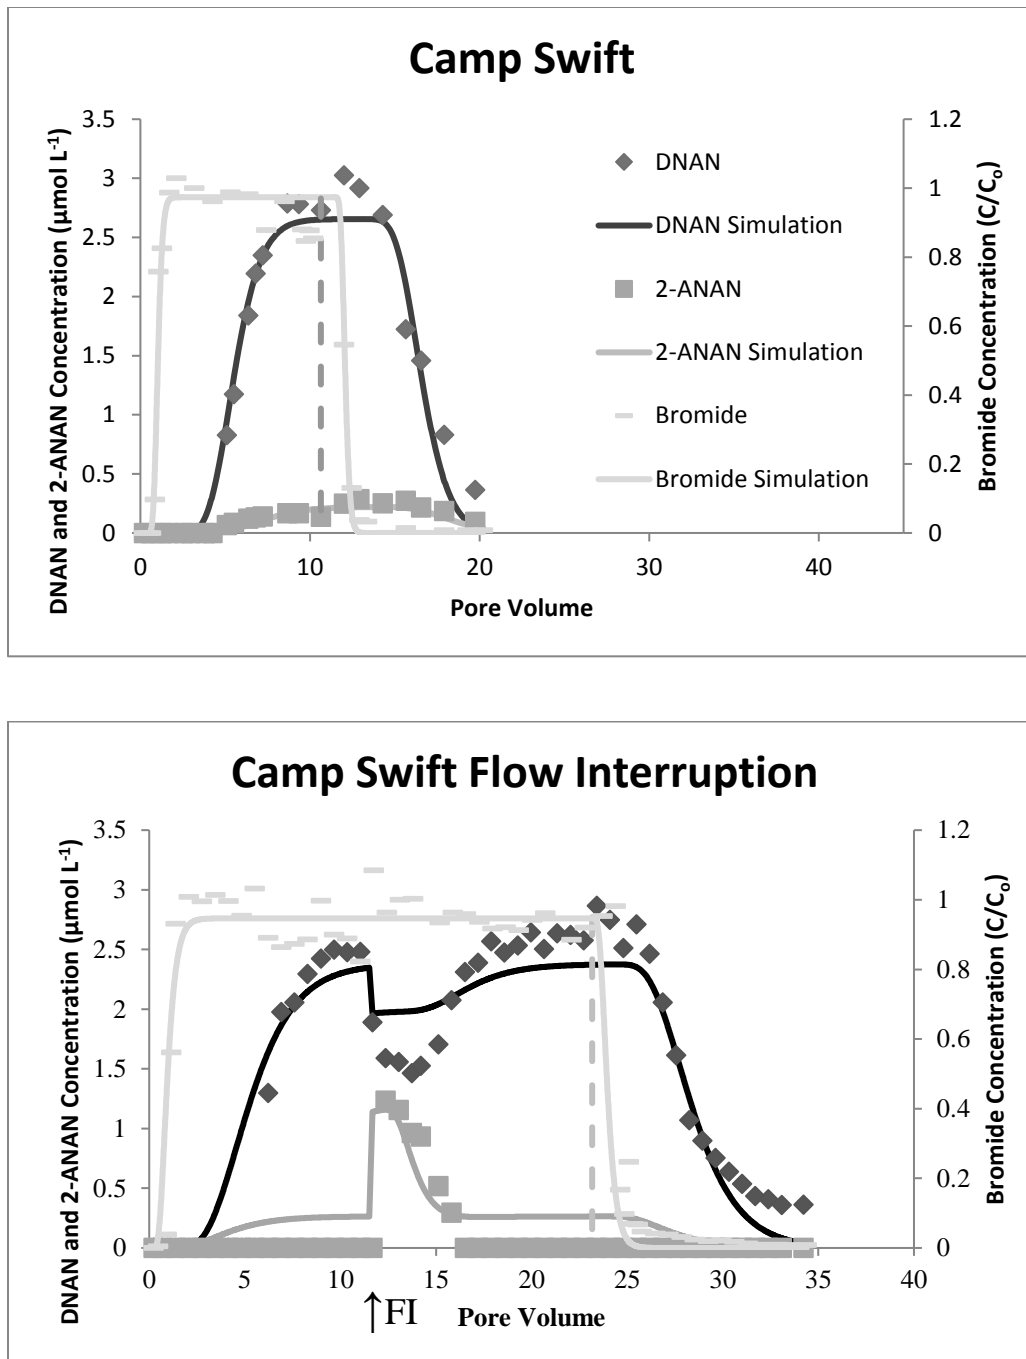 Camp Swift
DNAN and 2-ANAN Concentration (µmol L⁻¹)
3.5
3
2.5
2
1.5
1
0.5
0
0 10 20 30 40
Pore Volume
1.2
1
0.8
0.6
0.4
0.2
0
Bromide Concentration (C/Cₒ)
DNAN
DNAN Simulation
2-ANAN
2-ANAN Simulation
Bromide
Bromide Simulation
Camp Swift Flow Interruption
DNAN and 2-ANAN Concentration (µmol L⁻¹)
3.5
3
2.5
2
1.5
1
0.5
0
0 5 10 15 20 25 30 35 40
↑FI
Pore Volume
1.2
1
0.8
0.6
0.4
0.2
0
Bromide Concentration (C/Cₒ)